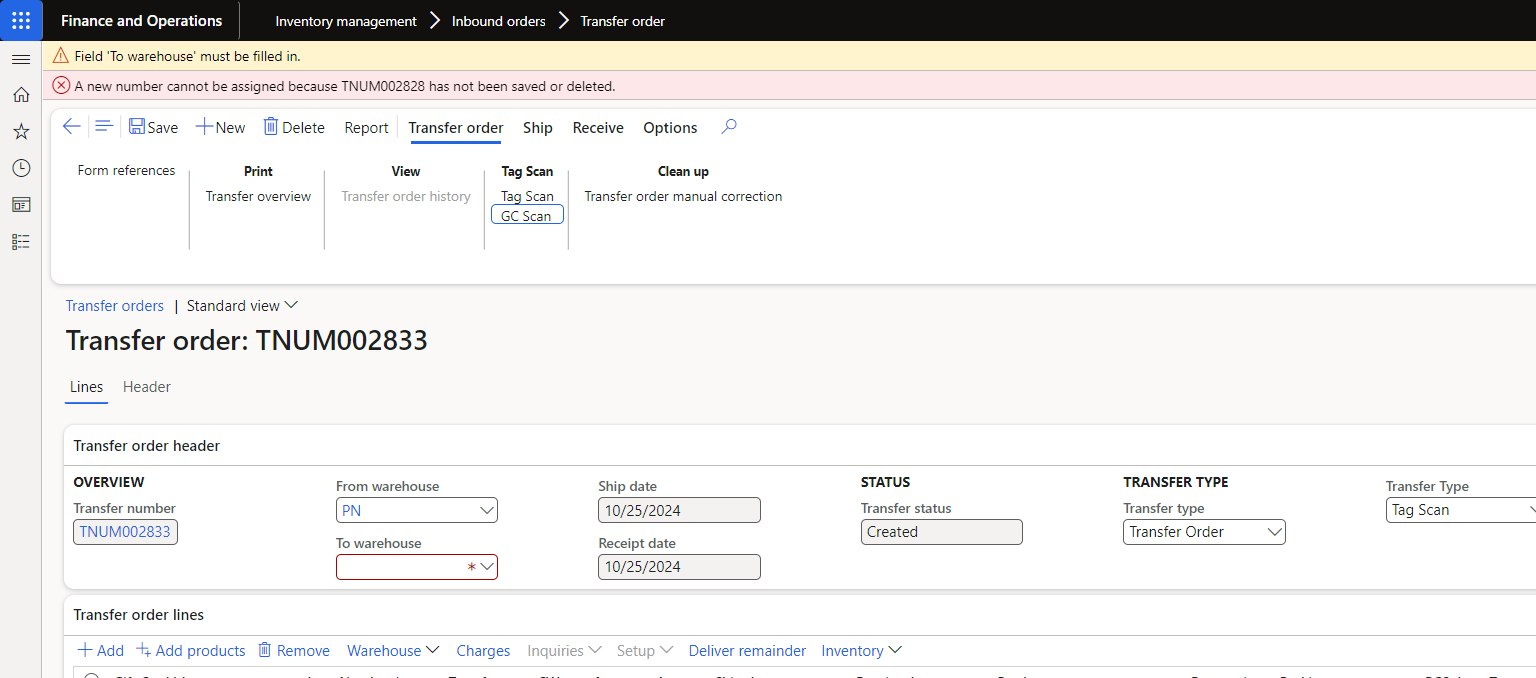 Finance and Operations Inventory management Inbound orders Transfer order
Field 'To warehouse' must be filled in.
A new number cannot be assigned because TNUM002828 has not been saved or deleted.
Save New Delete Report Transfer order Ship Receive Options
Form references Print View Tag Scan Clean up
Transfer overview Transfer order history Tag Scan Transfer order manual correction
GC Scan
Transfer orders | Standard view
Transfer order: TNUM002833
Lines Header
Transfer order header
OVERVIEW
Transfer number
TNUM002833
From warehouse
PN
To warehouse
*
Ship date
10/25/2024
Receipt date
10/25/2024
STATUS
Transfer status
Created
TRANSFER TYPE
Transfer type
Transfer Order
Transfer Type
Tag Scan
Transfer order lines
Add Add products Remove Warehouse Charges Inquiries Setup Deliver remainder Inventory